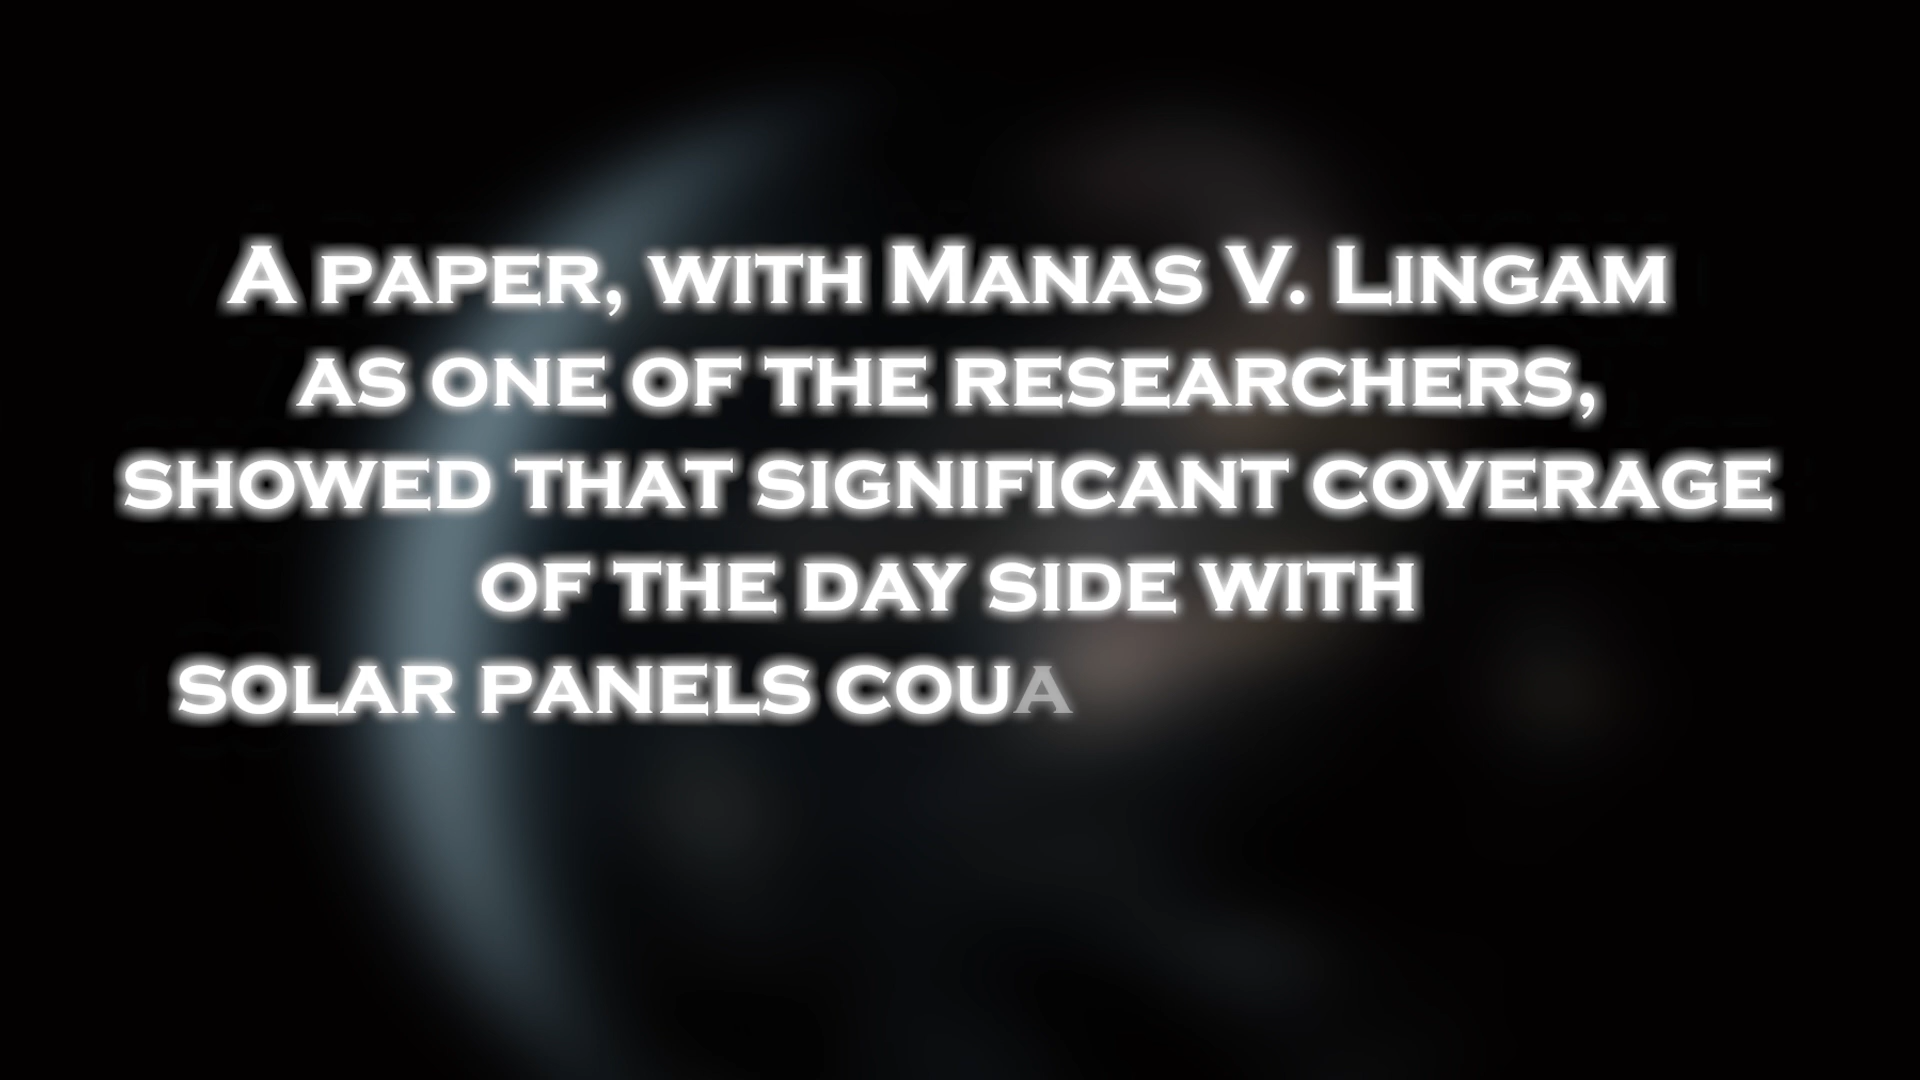 A PAPER, WITH MANAS V. LINGAM
AS ONE OF THE RESEARCHERS,
SHOWED THAT SIGNIFICANT COVERAGE
OF THE DAY SIDE WITH
SOLAR PANELS COUA